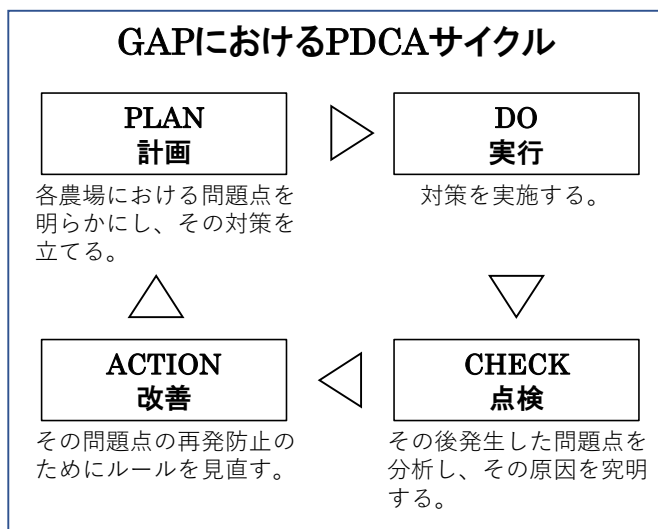 GAPにおけるPDCAサイクル
PLAN
計画
各農場における問題点を
明らかにし、その対策を
立てる。
DO
実行
対策を実施する。
CHECK
点検
その後発生した問題点を
分析し、その原因を究明
する。
ACTION
改善
その問題点の再発防止の
ためにルールを見直す。